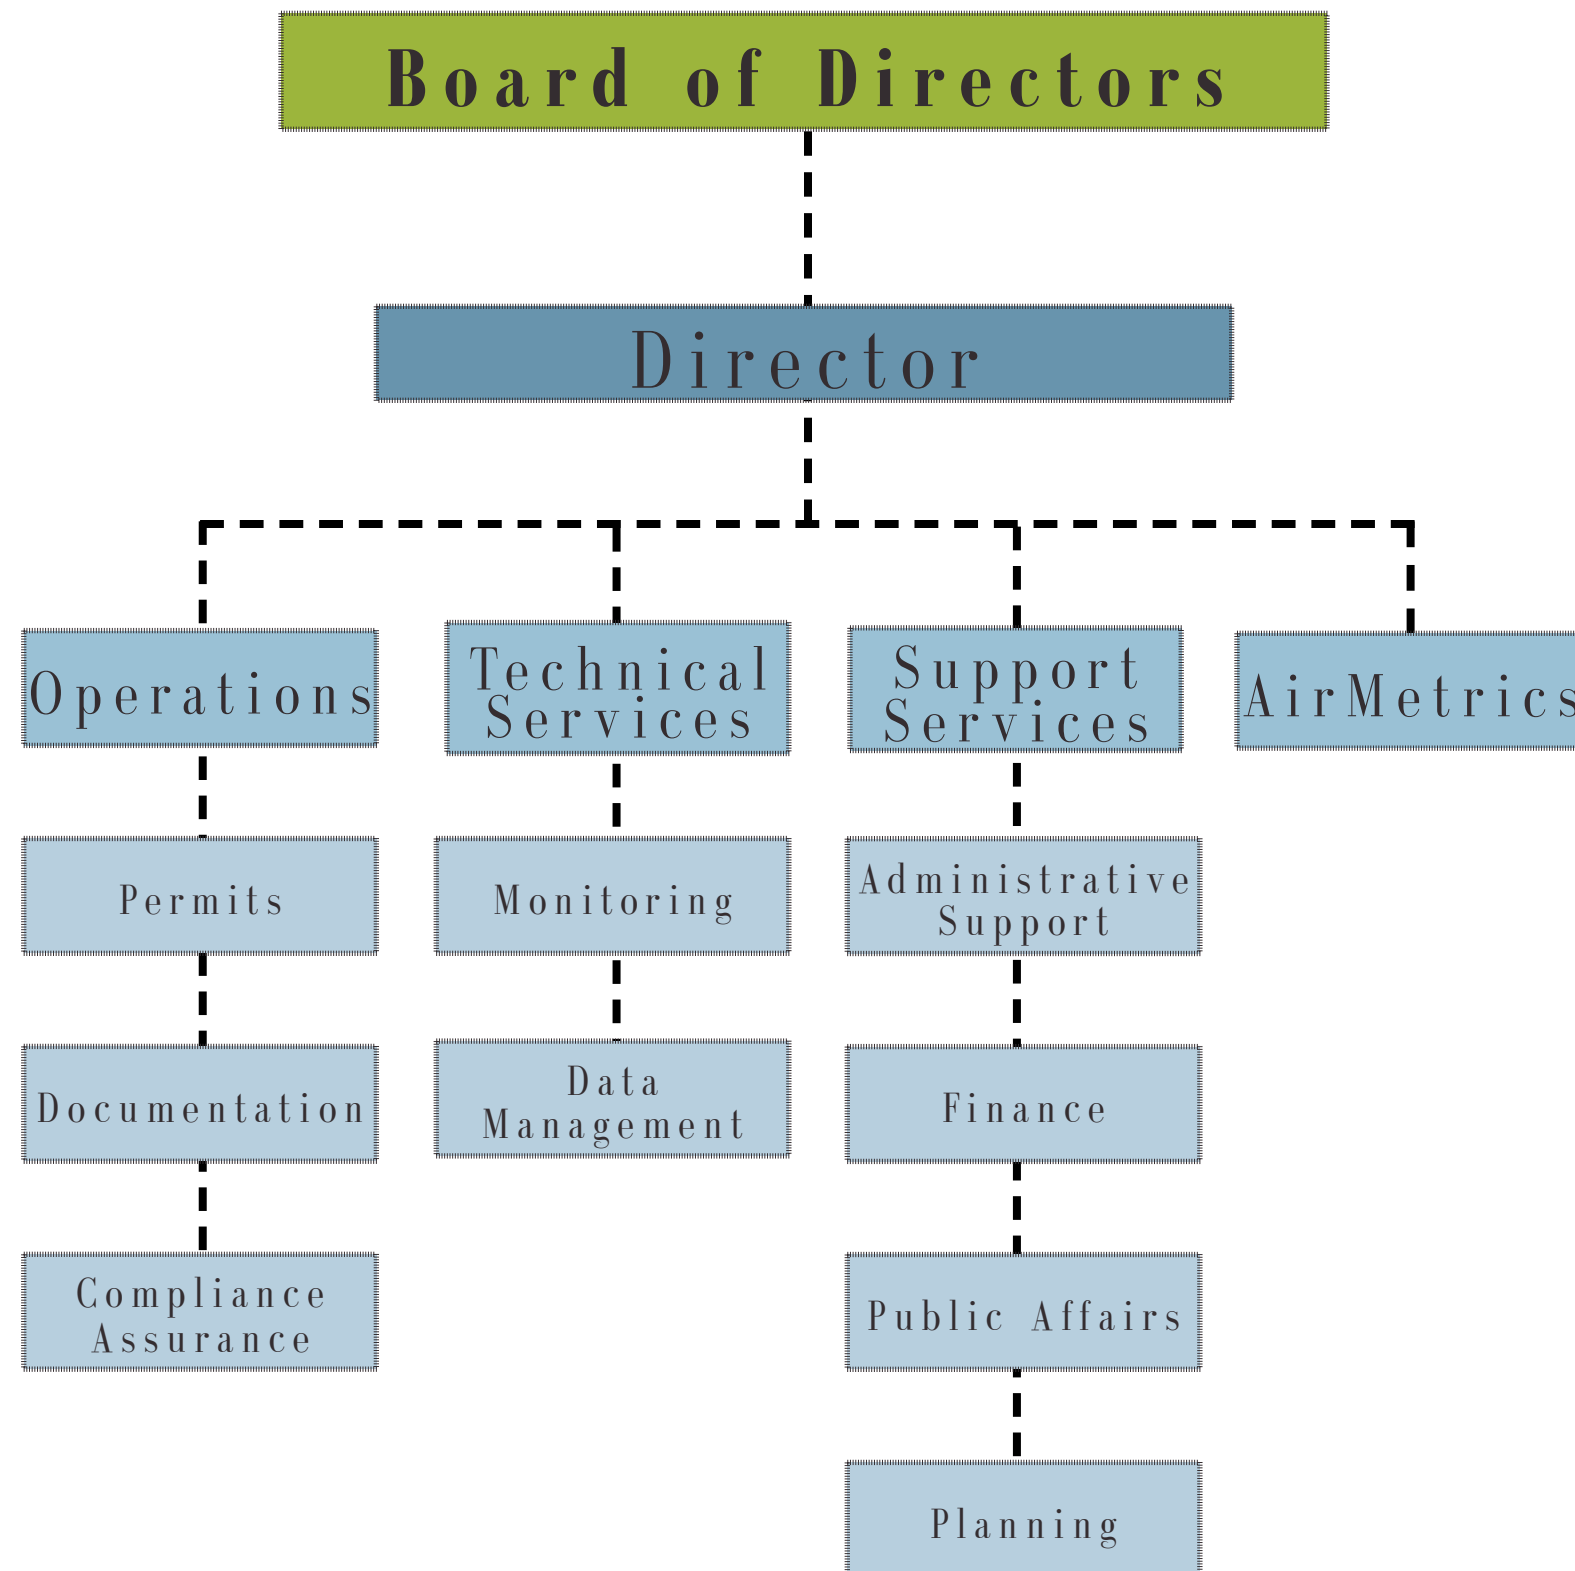 Board of Directors
Director
Operations
Technical
Services
Support
Services
AirMetrics
Permits
Monitoring
Administrative
Support
Documentation
Data
Management
Finance
Compliance
Assurance
Public Affairs
Planning